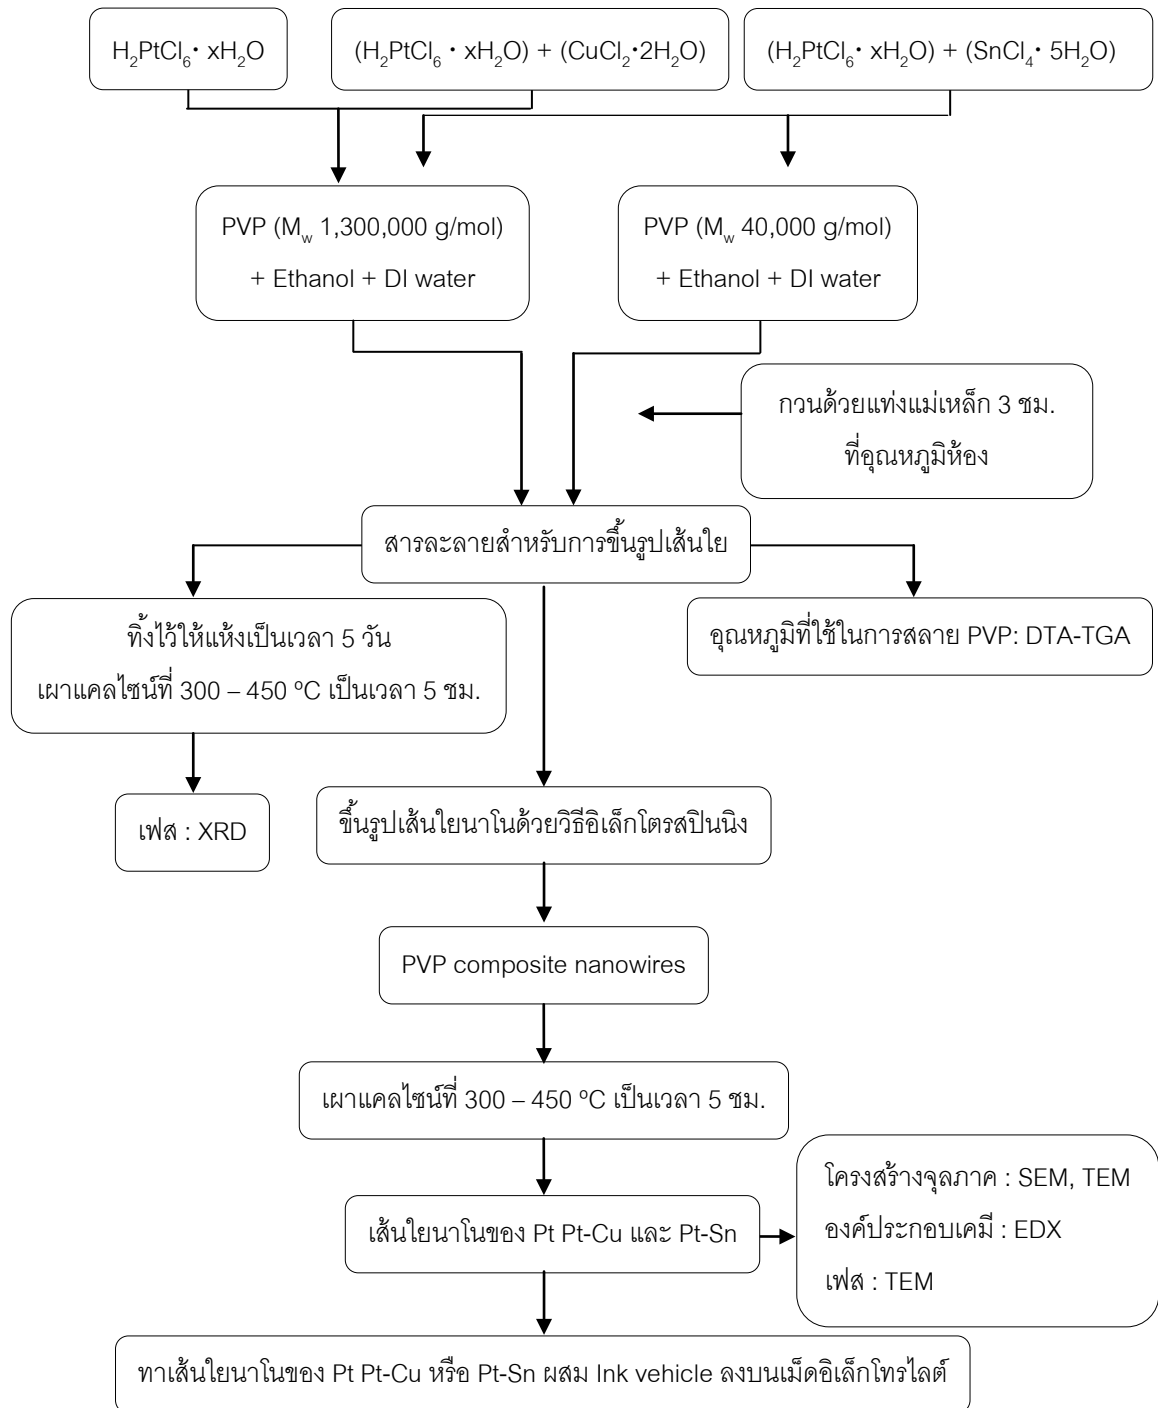 H₂PtCl₆· xH₂O
(H₂PtCl₆ · xH₂O) + (CuCl₂·2H₂O)
(H₂PtCl₆ · xH₂O) + (SnCl₄· 5H₂O)
PVP (M_w 1,300,000 g/mol)
+ Ethanol + DI water
PVP (M_w 40,000 g/mol)
+ Ethanol + DI water
กวนด้วยแท่งแม่เหล็ก 3 ชม.
ที่อุณหภูมิห้อง
สารละลายสำหรับการขึ้นรูปเส้นใย
ทิ้งไว้ให้แห้งเป็นเวลา 5 วัน
เผาแคลไซน์ที่ 300 – 450 ºC เป็นเวลา 5 ชม.
อุณหภูมิที่ใช้ในการสลาย PVP: DTA-TGA
เฟส : XRD
ขึ้นรูปเส้นใยนาโนด้วยวิธีอิเล็กโตรสปินนิง
PVP composite nanowires
เผาแคลไซน์ที่ 300 – 450 ºC เป็นเวลา 5 ชม.
เส้นใยนาโนของ Pt Pt-Cu และ Pt-Sn
โครงสร้างจุลภาค : SEM, TEM
องค์ประกอบเคมี : EDX
เฟส : TEM
ทาเส้นใยนาโนของ Pt Pt-Cu หรือ Pt-Sn ผสม Ink vehicle ลงบนเม็ดอิเล็กโทรไลต์